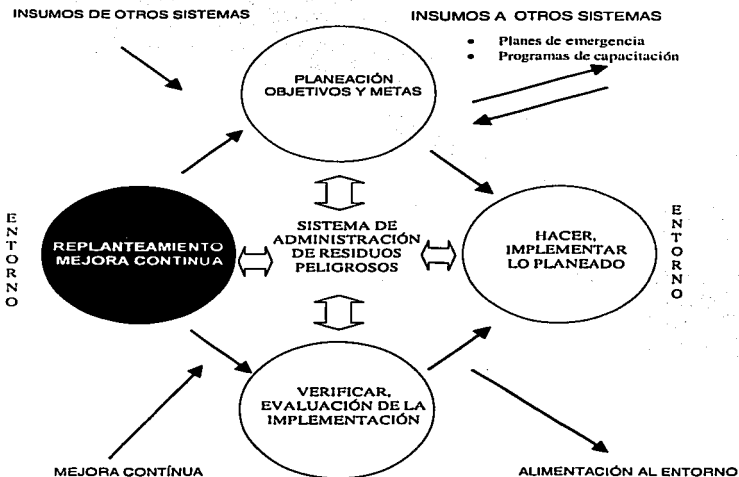 INSUMOS DE OTROS SISTEMAS
INSUMOS A OTROS SISTEMAS
• Planes de emergencia
• Programas de capacitación
PLANEACIÓN
OBJETIVOS Y METAS
ENTORNO
REPLANTEAMIENTO
MEJORA CONTINUA
SISTEMA DE
ADMINISTRACIÓN
DE RESIDUOS
PELIGROSOS
HACER,
IMPLEMENTAR
LO PLANEADO
ENTORNO
VERIFICAR,
EVALUACIÓN DE LA
IMPLEMENTACIÓN
MEJORA CONTÍNUA
ALIMENTACIÓN AL ENTORNO